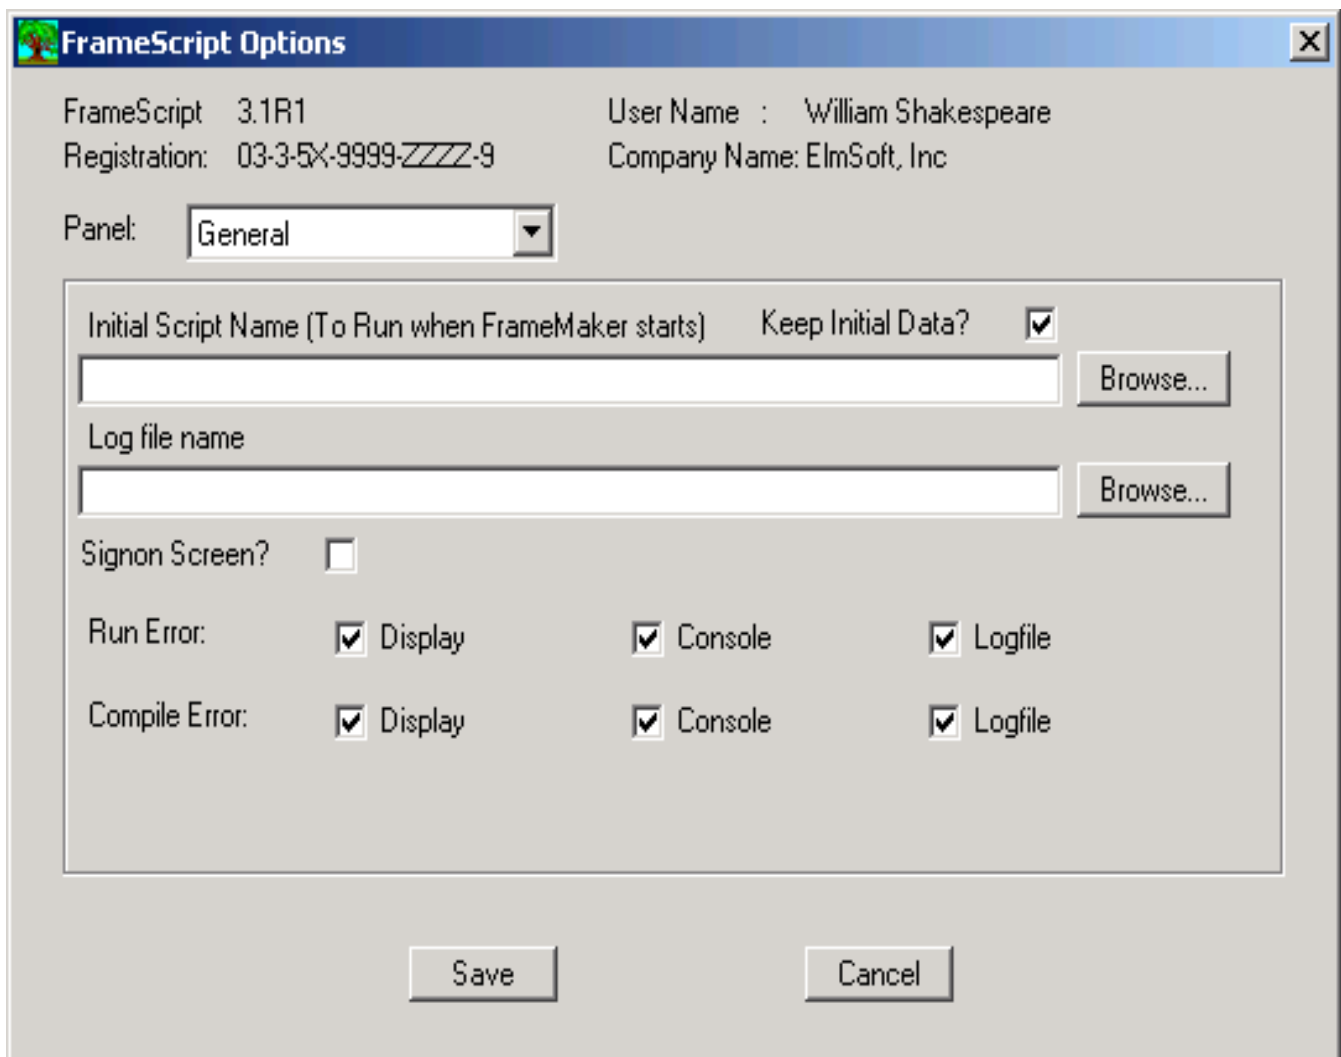 FrameScript Options
FrameScript 3.1R1 User Name : William Shakespeare
Registration: 03-3-5X-9999-ZZZZ-9 Company Name: ElmSoft, Inc
Panel: General
Initial Script Name (To Run when FrameMaker starts) Keep Initial Data?
Browse...
Log file name
Browse...
Signon Screen?
Run Error: Display Console Logfile
Compile Error: Display Console Logfile
Save Cancel